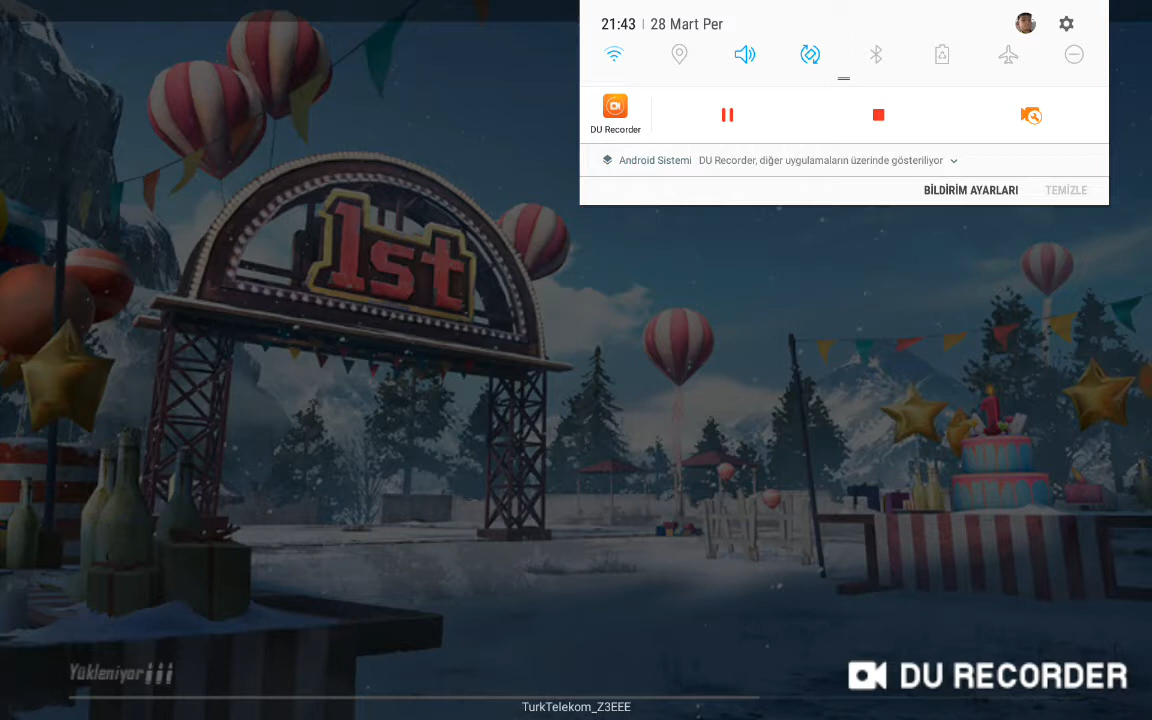 21:43 | 28 Mart Per
DU Recorder
Android Sistemi DU Recorder, diğer uygulamaların üzerinde gösteriliyor
BİLDİRİM AYARLARI TEMİZLE
1st
1
Yükleniyor
DU RECORDER
TurkTelekom_Z3EEE